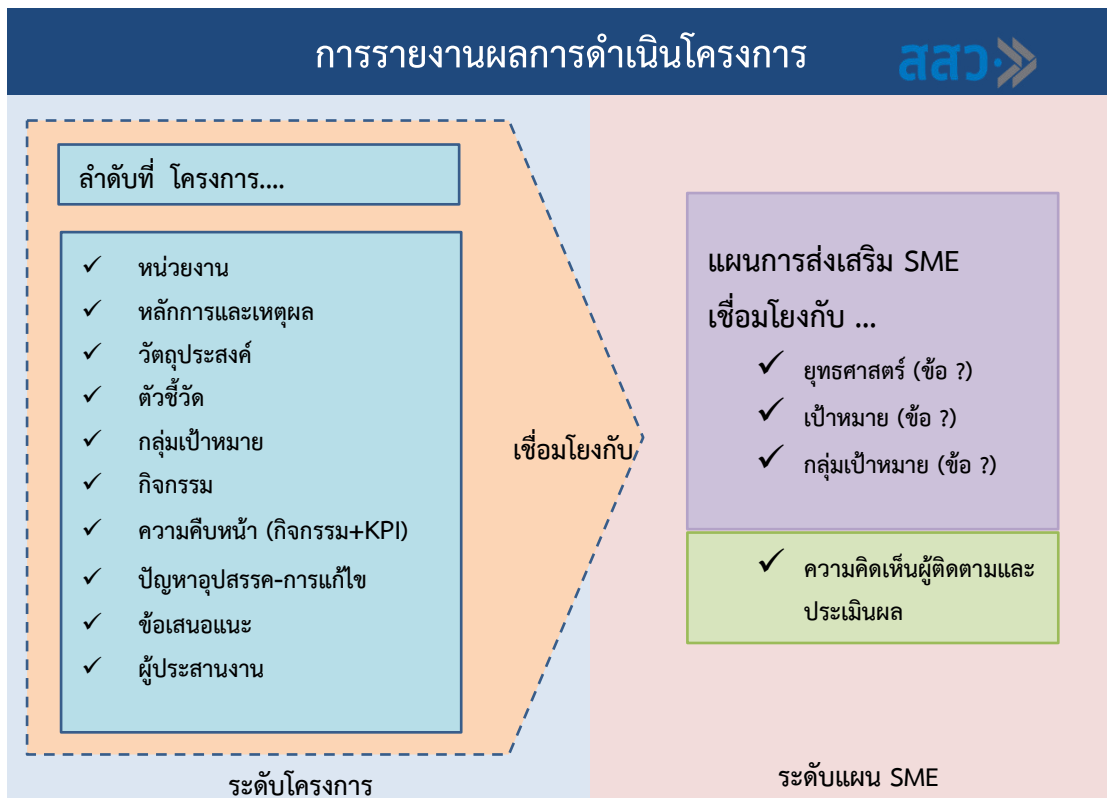 การรายงานผลการดำเนินโครงการ
สสว
ลำดับที่ โครงการ....
✓ หน่วยงาน
✓ หลักการและเหตุผล
✓ วัตถุประสงค์
✓ ตัวชี้วัด
✓ กลุ่มเป้าหมาย
✓ กิจกรรม
✓ ความคืบหน้า (กิจกรรม+KPI)
✓ ปัญหาอุปสรรค-การแก้ไข
✓ ข้อเสนอแนะ
✓ ผู้ประสานงาน
เชื่อมโยงกับ
แผนการส่งเสริม SME
เชื่อมโยงกับ ...
✓ ยุทธศาสตร์ (ข้อ ?)
✓ เป้าหมาย (ข้อ ?)
✓ กลุ่มเป้าหมาย (ข้อ ?)
✓ ความคิดเห็นผู้ติดตามและ
ประเมินผล
ระดับโครงการ
ระดับแผน SME